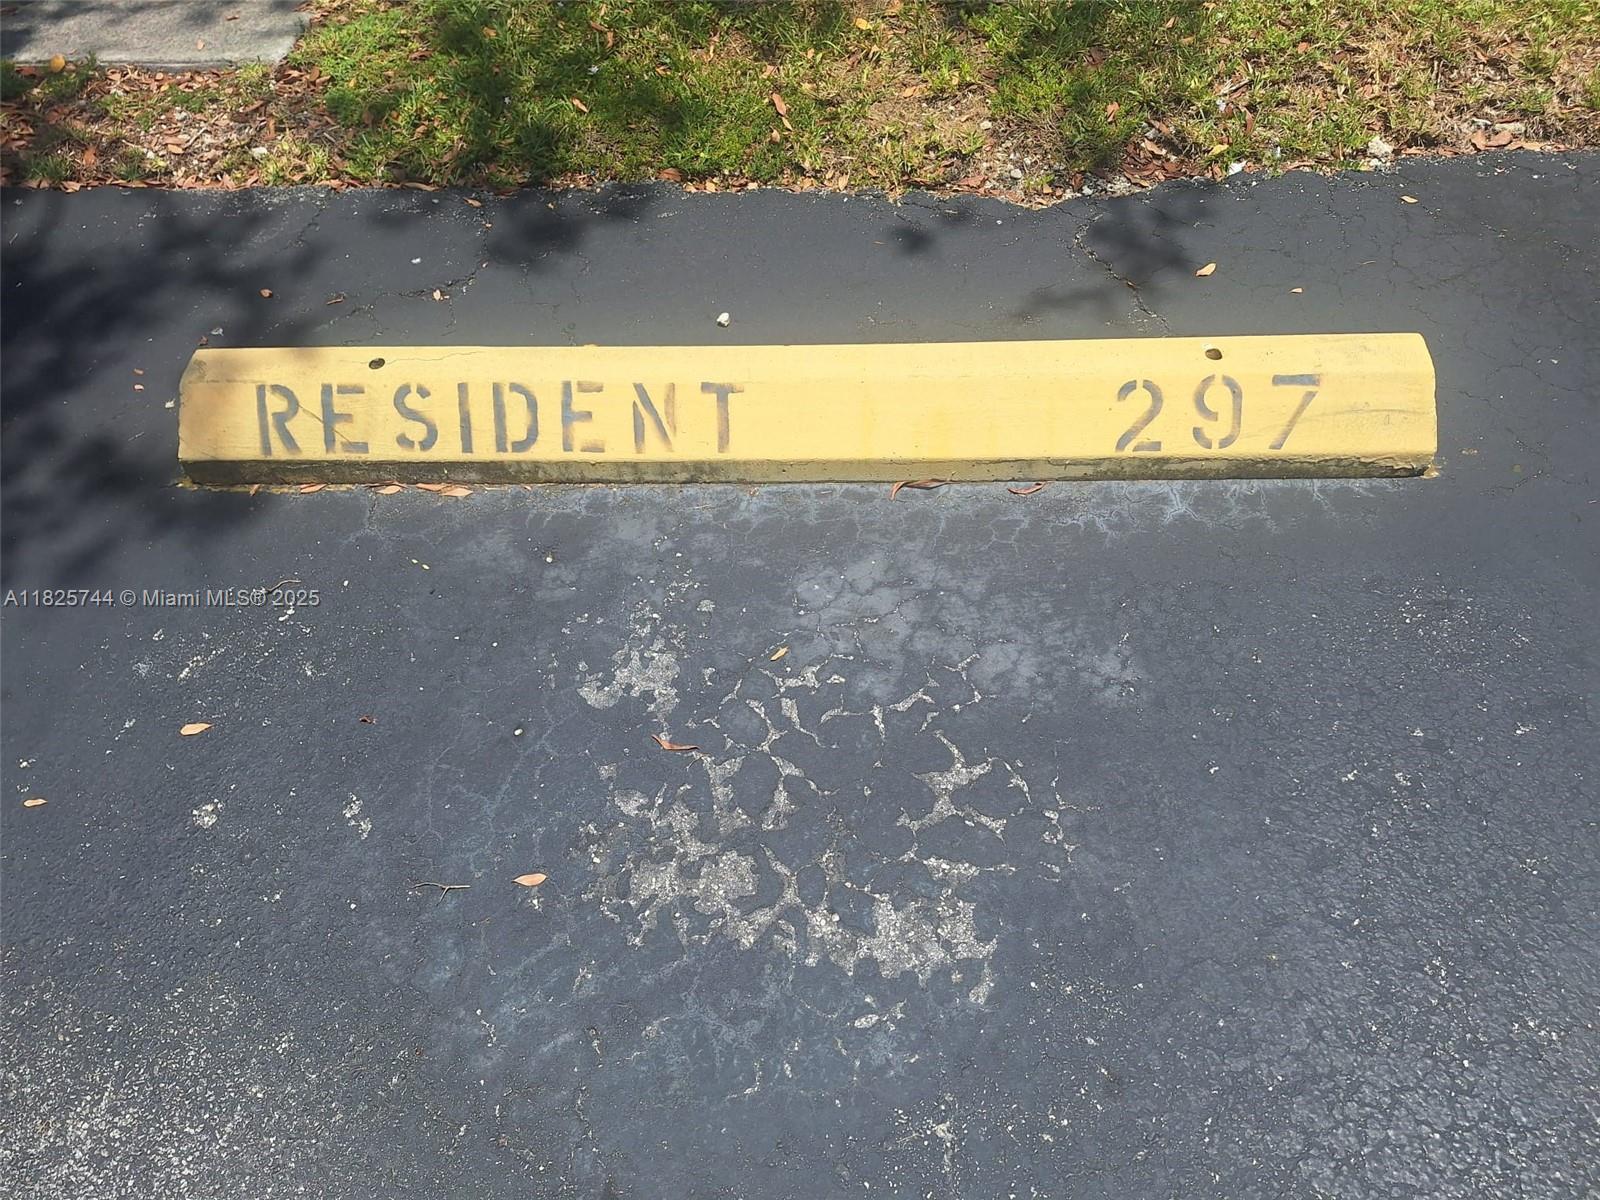 RESIDENT 297
A11825744 © Miami MLS® 2025